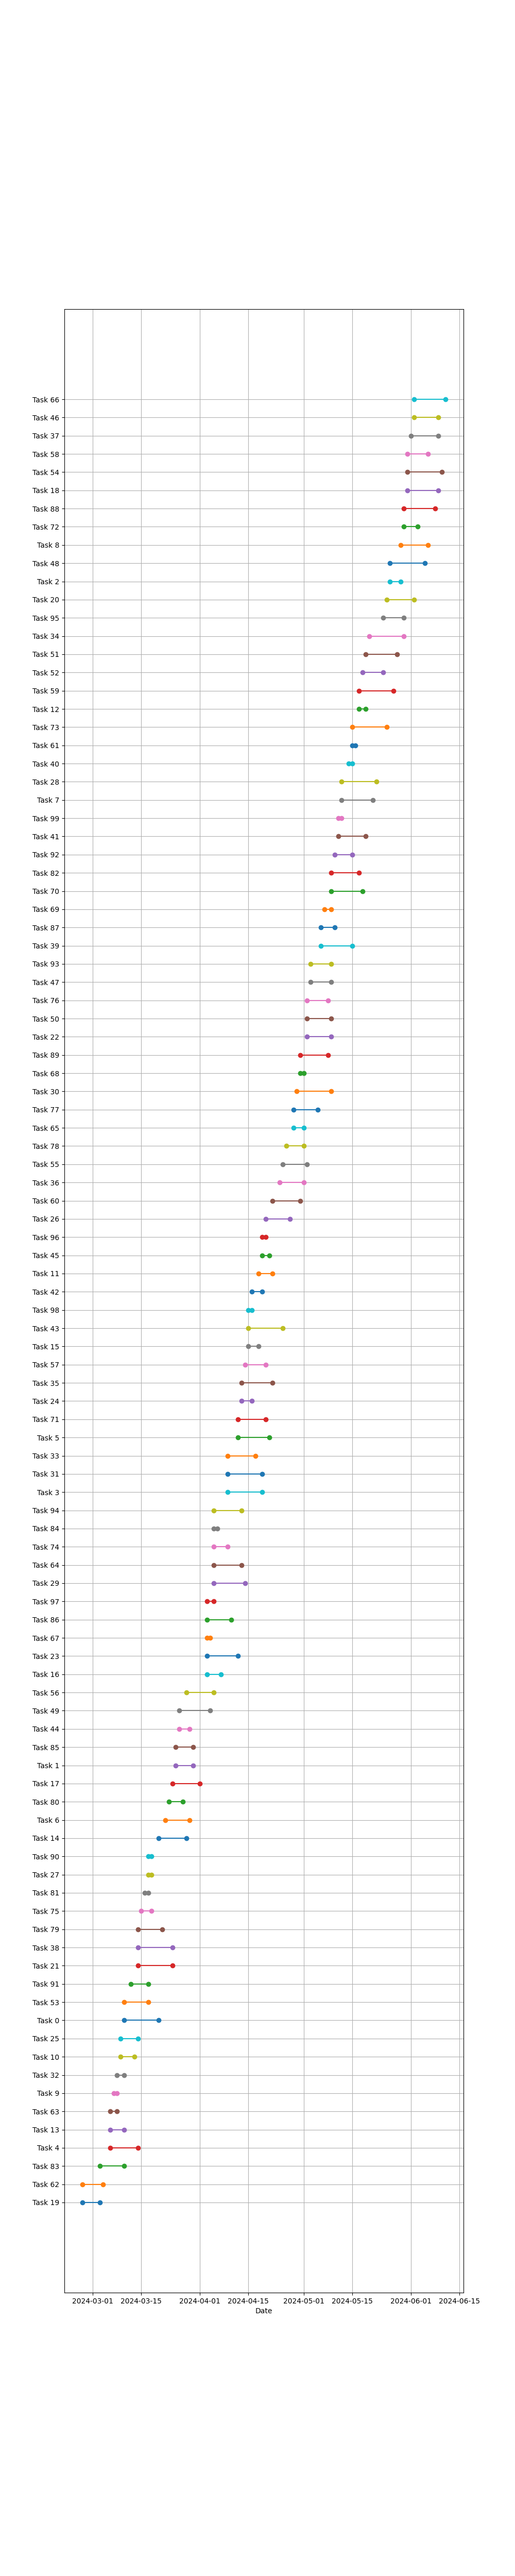 Task 66
Task 46
Task 37
Task 58
Task 54
Task 18
Task 88
Task 72
Task 8
Task 48
Task 2
Task 20
Task 95
Task 34
Task 51
Task 52
Task 59
Task 12
Task 73
Task 61
Task 40
Task 28
Task 7
Task 99
Task 41
Task 92
Task 82
Task 70
Task 69
Task 87
Task 39
Task 93
Task 47
Task 76
Task 50
Task 22
Task 89
Task 68
Task 30
Task 77
Task 65
Task 78
Task 55
Task 36
Task 60
Task 26
Task 96
Task 45
Task 11
Task 42
Task 98
Task 43
Task 15
Task 57
Task 35
Task 24
Task 71
Task 5
Task 33
Task 31
Task 3
Task 94
Task 84
Task 74
Task 64
Task 29
Task 97
Task 86
Task 67
Task 23
Task 16
Task 56
Task 49
Task 44
Task 85
Task 1
Task 17
Task 80
Task 6
Task 14
Task 90
Task 27
Task 81
Task 75
Task 79
Task 38
Task 21
Task 91
Task 53
Task 0
Task 25
Task 10
Task 32
Task 9
Task 63
Task 13
Task 4
Task 83
Task 62
Task 19
2024-03-01 2024-03-15 2024-04-01 2024-04-15 2024-05-01 2024-05-15 2024-06-01 2024-06-15
Date